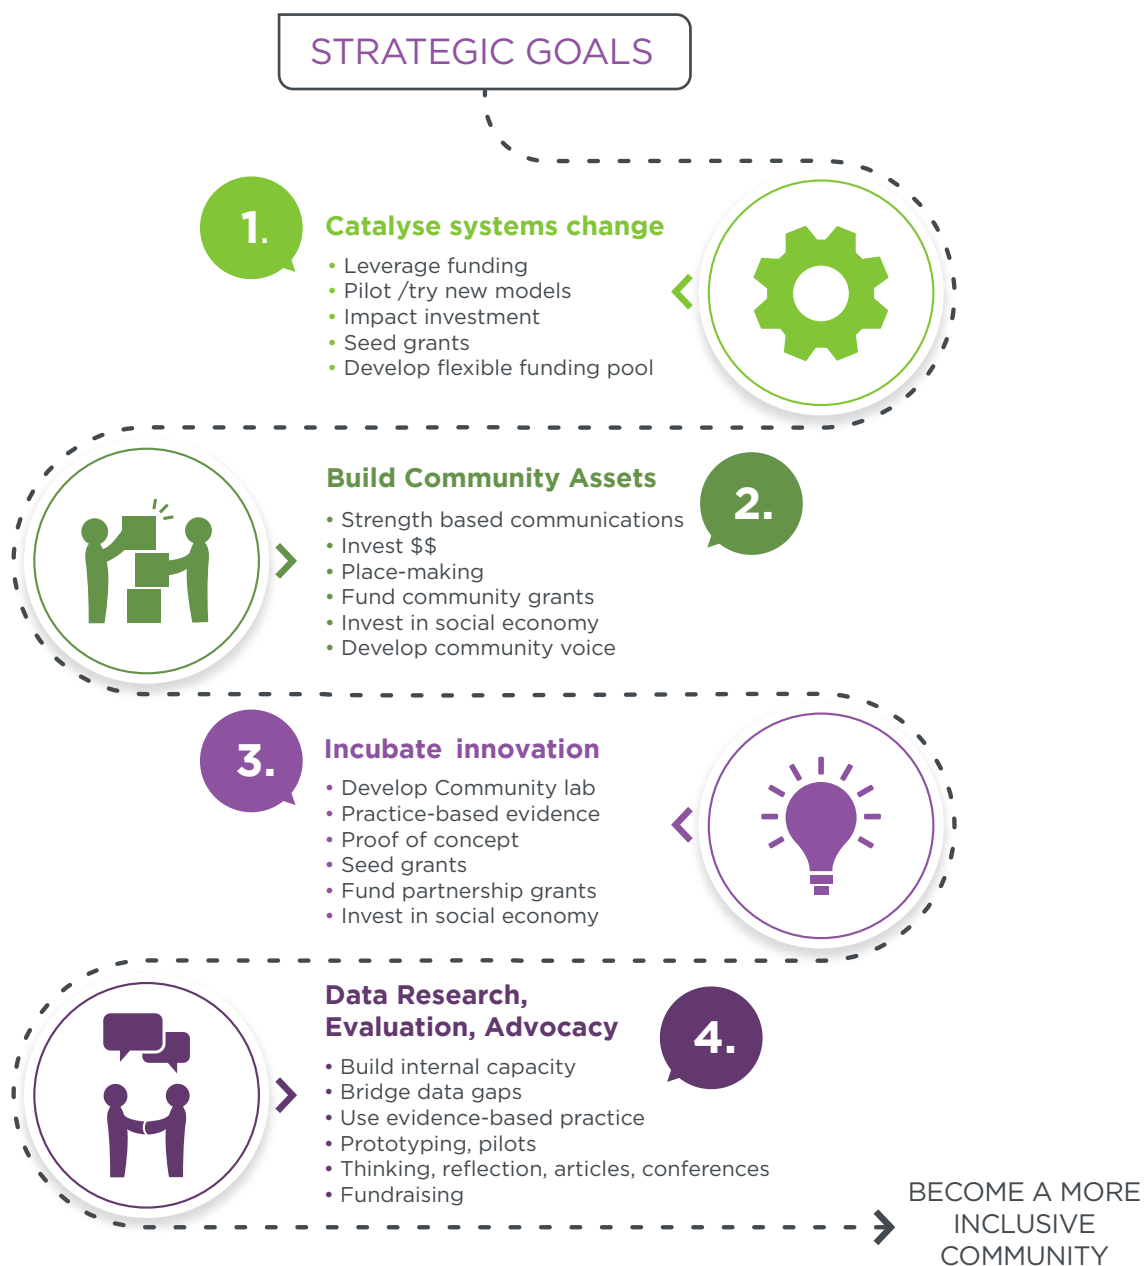 STRATEGIC GOALS
1.
Catalyse systems change
• Leverage funding
• Pilot /try new models
• Impact investment
• Seed grants
• Develop flexible funding pool
Build Community Assets
2.
• Strength based communications
• Invest $$
• Place-making
• Fund community grants
• Invest in social economy
• Develop community voice
3.
Incubate innovation
• Develop Community lab
• Practice-based evidence
• Proof of concept
• Seed grants
• Fund partnership grants
• Invest in social economy
Data Research,
Evaluation, Advocacy
4.
• Build internal capacity
• Bridge data gaps
• Use evidence-based practice
• Prototyping, pilots
• Thinking, reflection, articles, conferences
• Fundraising
BECOME A MORE
INCLUSIVE
COMMUNITY